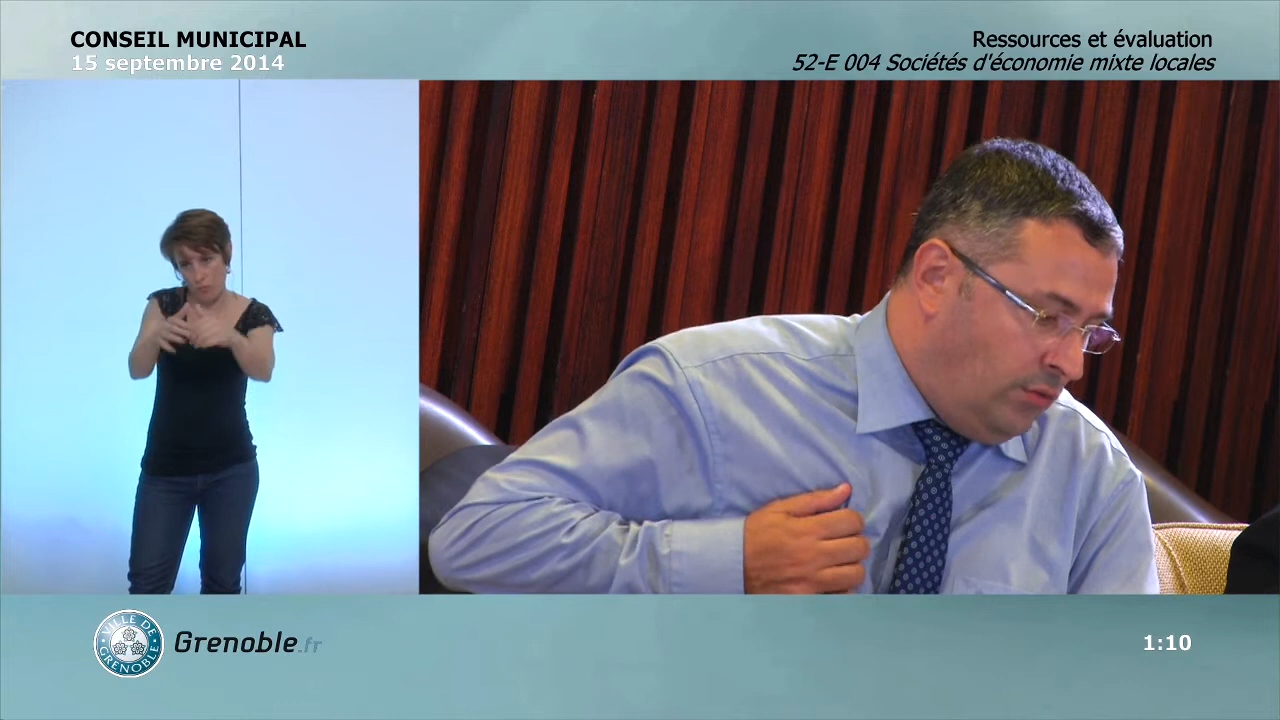 CONSEIL MUNICIPAL
15 septembre 2014
Ressources et évaluation
52-E 004 Sociétés d'économie mixte locales
VILLE DE GRENOBLE
Grenoble.fr
1:10